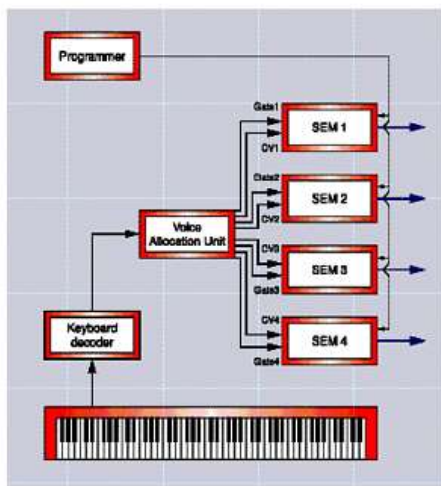 Programmer
Gate1
SEM 1
CV1
Gate2
SEM 2
CV2
Voice
Allocation Unit
CV3
SEM 3
Gate3
Keyboard
decoder
CV4
SEM 4
Gate4